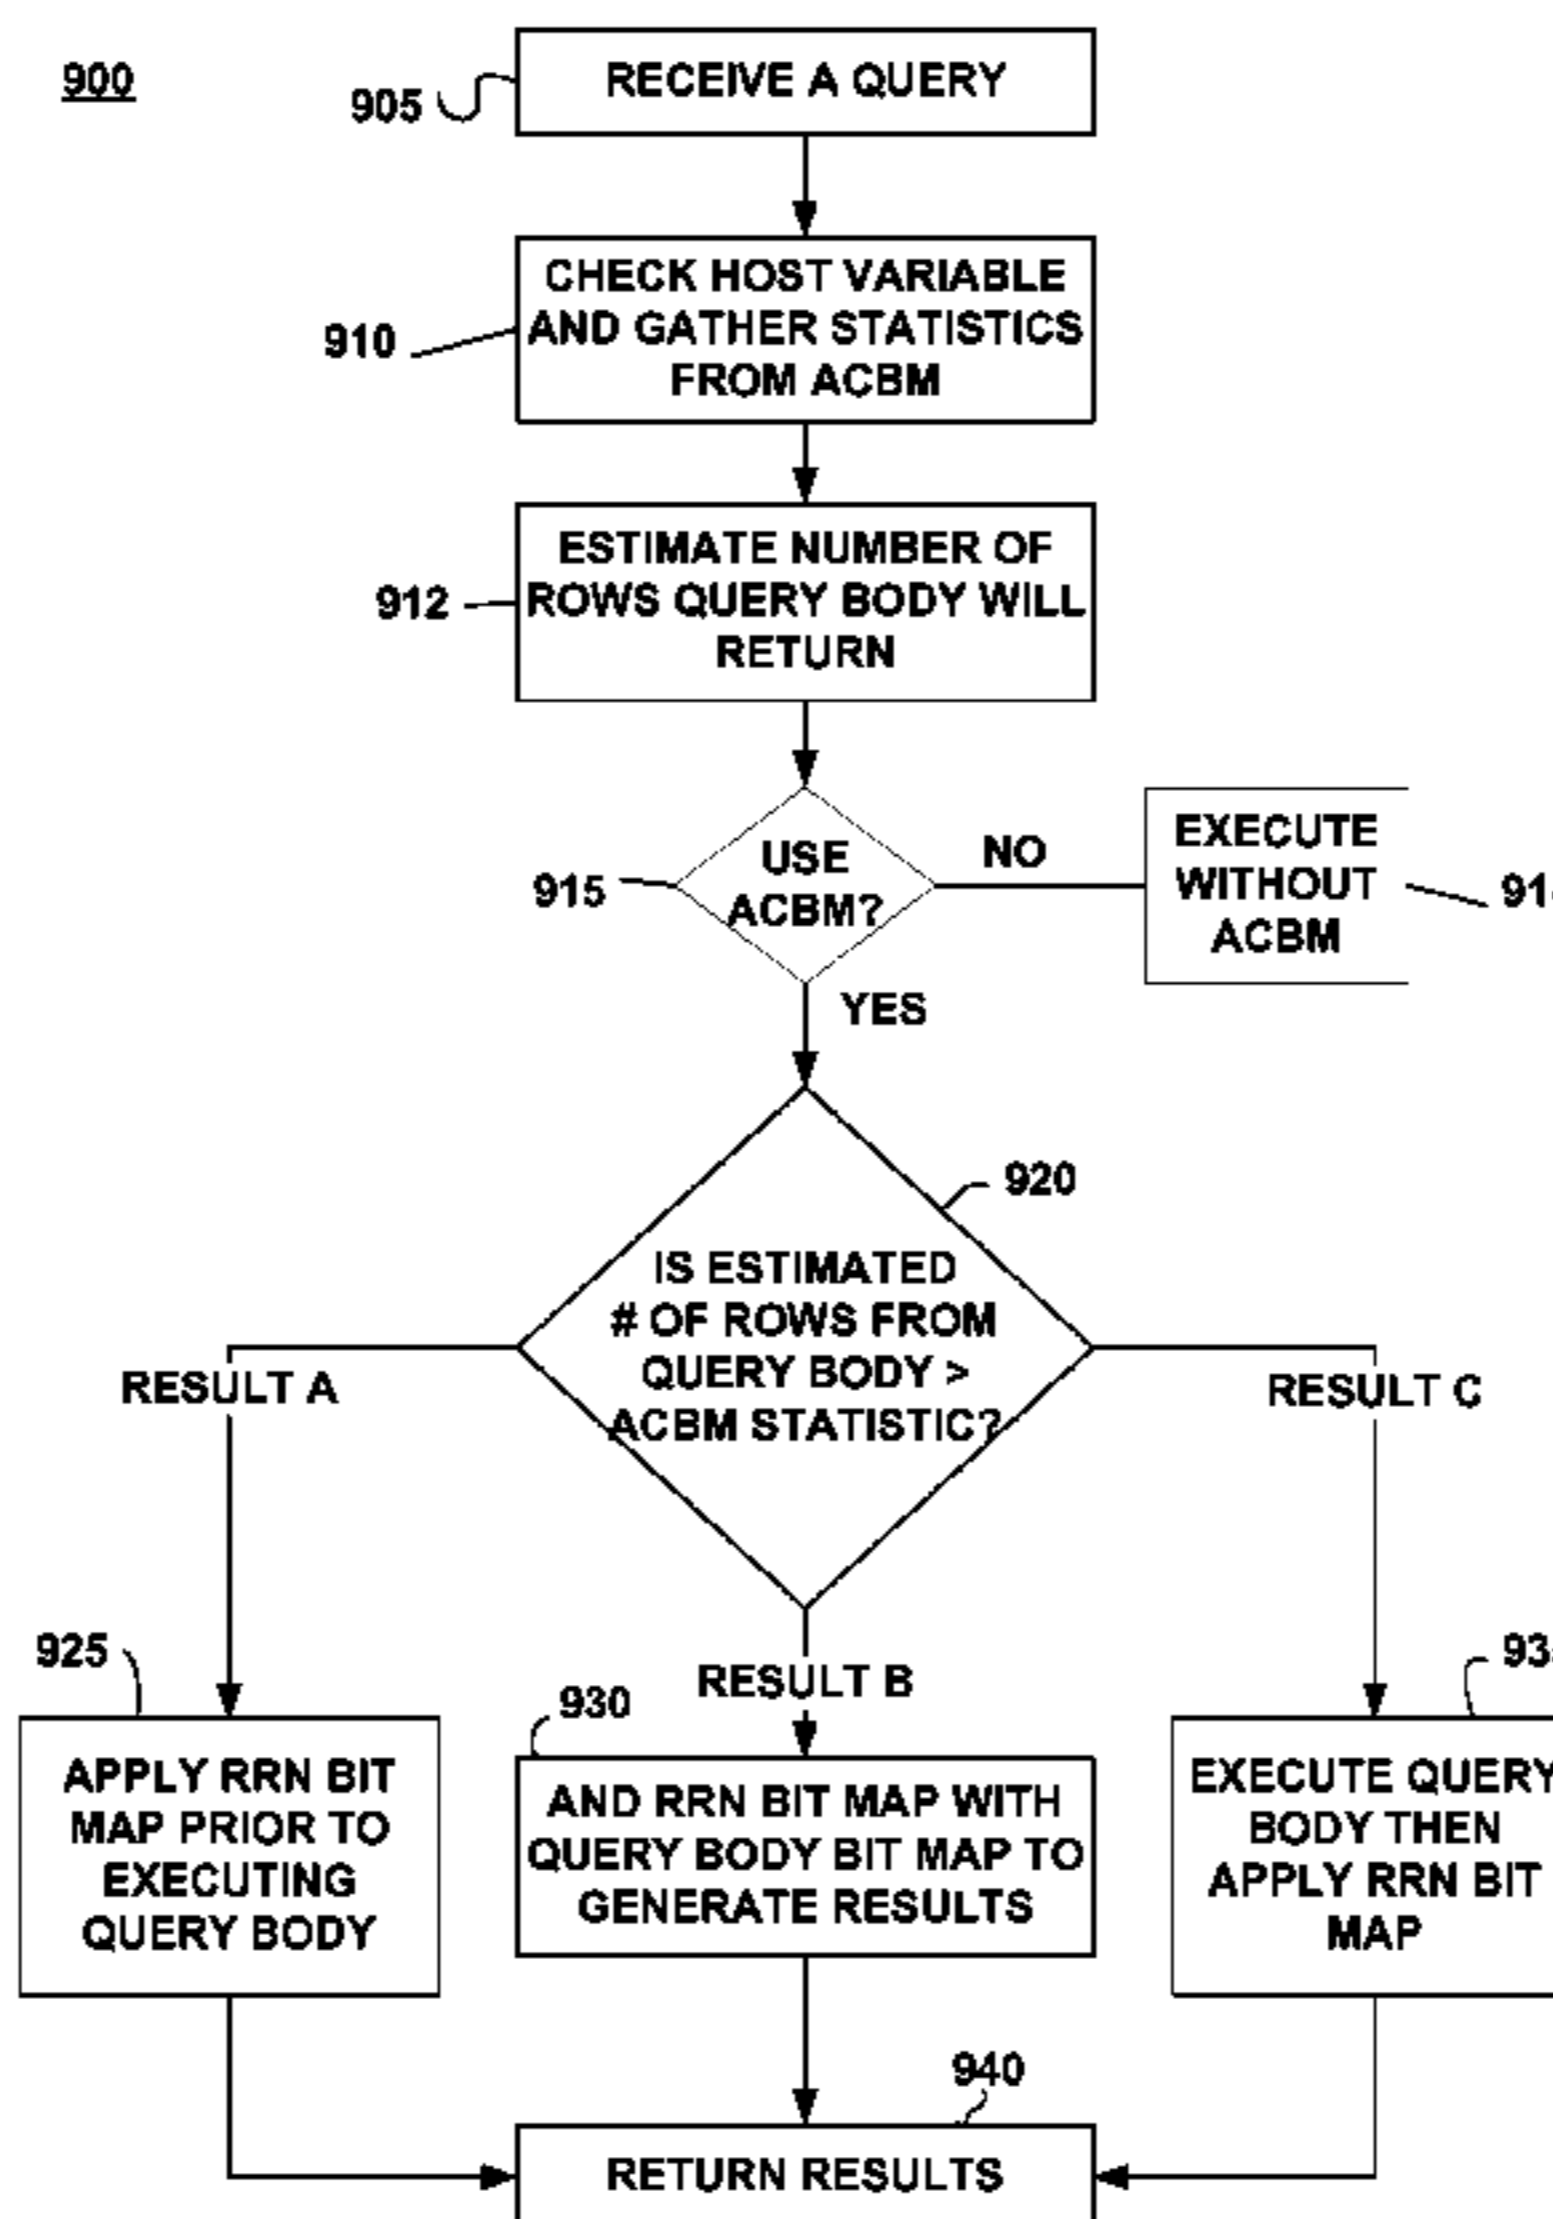 900
905
RECEIVE A QUERY
910
CHECK HOST VARIABLE
AND GATHER STATISTICS
FROM ACBM
912
ESTIMATE NUMBER OF
ROWS QUERY BODY WILL
RETURN
915
USE
ACBM?
NO
EXECUTE
WITHOUT
ACBM
YES
920
IS ESTIMATED
# OF ROWS FROM
QUERY BODY >
ACBM STATISTIC?
RESULT A
RESULT C
RESULT B
925
APPLY RRN BIT
MAP PRIOR TO
EXECUTING
QUERY BODY
930
AND RRN BIT MAP WITH
QUERY BODY BIT MAP TO
GENERATE RESULTS
EXECUTE QUERY
BODY THEN
APPLY RRN BIT
MAP
940
RETURN RESULTS